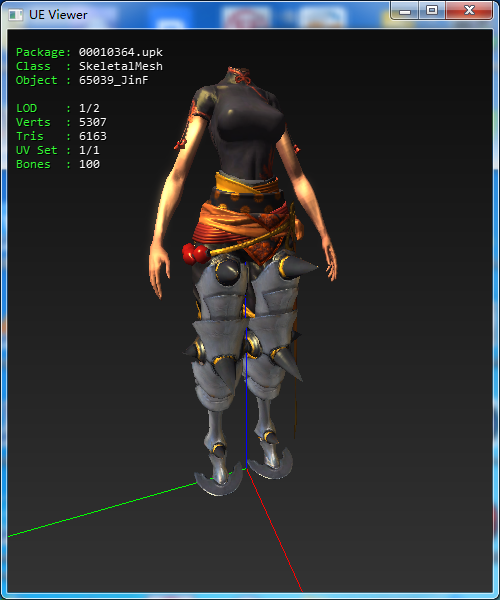 UE Viewer
Package: 00010364.upk
Class : SkeletalMesh
Object : 65039_JinF
LOD : 1/2
Verts : 5307
Tris : 6163
UV Set : 1/1
Bones : 100